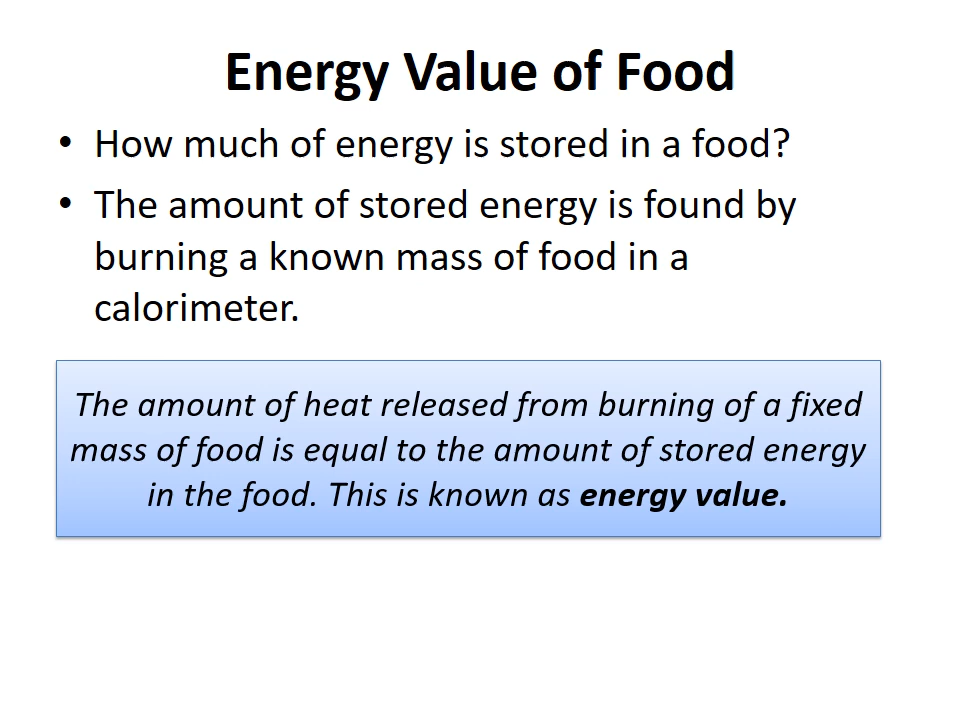 Energy Value of Food
• How much of energy is stored in a food?
• The amount of stored energy is found by
burning a known mass of food in a
calorimeter.
The amount of heat released from burning of a fixed
mass of food is equal to the amount of stored energy
in the food. This is known as energy value.